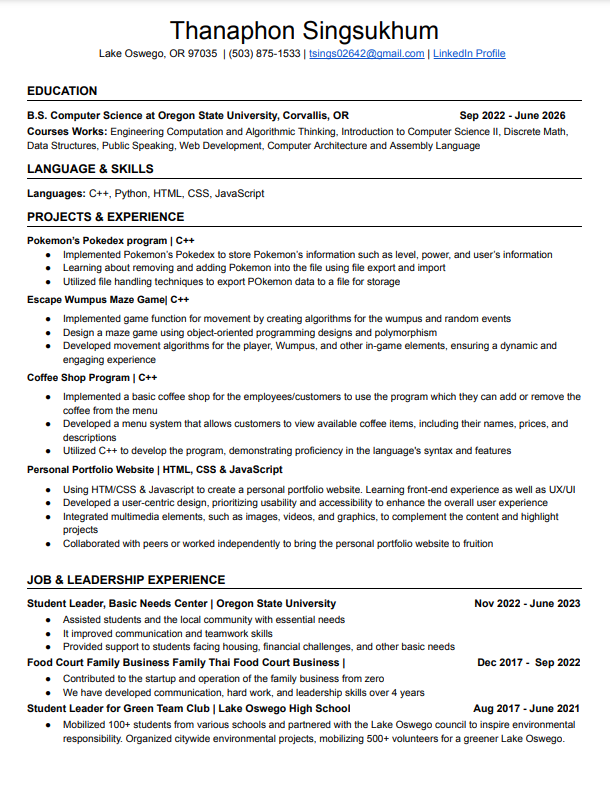 Thanaphon Singsukhum
Lake Oswego, OR 97035 | (503) 875-1533 | tsings02642@gmail.com | LinkedIn Profile
EDUCATION
B.S. Computer Science at Oregon State University, Corvallis, OR Sep 2022 - June 2026
Courses Works: Engineering Computation and Algorithmic Thinking, Introduction to Computer Science II, Discrete Math,
Data Structures, Public Speaking, Web Development, Computer Architecture and Assembly Language
LANGUAGE & SKILLS
Languages: C++, Python, HTML, CSS, JavaScript
PROJECTS & EXPERIENCE
Pokemon's Pokedex program | C++
● Implemented Pokemon's Pokedex to store Pokemon's information such as level, power, and user's information
● Learning about removing and adding Pokemon into the file using file export and import
● Utilized file handling techniques to export POkemon data to a file for storage
Escape Wumpus Maze Game| C++
● Implemented game function for movement by creating algorithms for the wumpus and random events
● Design a maze game using object-oriented programming designs and polymorphism
● Developed movement algorithms for the player, Wumpus, and other in-game elements, ensuring a dynamic and
engaging experience
Coffee Shop Program | C++
● Implemented a basic coffee shop for the employees/customers to use the program which they can add or remove the
coffee from the menu
● Developed a menu system that allows customers to view available coffee items, including their names, prices, and
descriptions
● Utilized C++ to develop the program, demonstrating proficiency in the language's syntax and features
Personal Portfolio Website | HTML, CSS & JavaScript
● Using HTM/CSS & Javascript to create a personal portfolio website. Learning front-end experience as well as UX/UI
● Developed a user-centric design, prioritizing usability and accessibility to enhance the overall user experience
● Integrated multimedia elements, such as images, videos, and graphics, to complement the content and highlight
projects
● Collaborated with peers or worked independently to bring the personal portfolio website to fruition
JOB & LEADERSHIP EXPERIENCE
Student Leader, Basic Needs Center | Oregon State University Nov 2022 - June 2023
● Assisted students and the local community with essential needs
● It improved communication and teamwork skills
● Provided support to students facing housing, financial challenges, and other basic needs
Food Court Family Business Family Thai Food Court Business | Dec 2017 - Sep 2022
● Contributed to the startup and operation of the family business from zero
● We have developed communication, hard work, and leadership skills over 4 years
Student Leader for Green Team Club | Lake Oswego High School Aug 2017 - June 2021
● Mobilized 100+ students from various schools and partnered with the Lake Oswego council to inspire environmental
responsibility. Organized citywide environmental projects, mobilizing 500+ volunteers for a greener Lake Oswego.